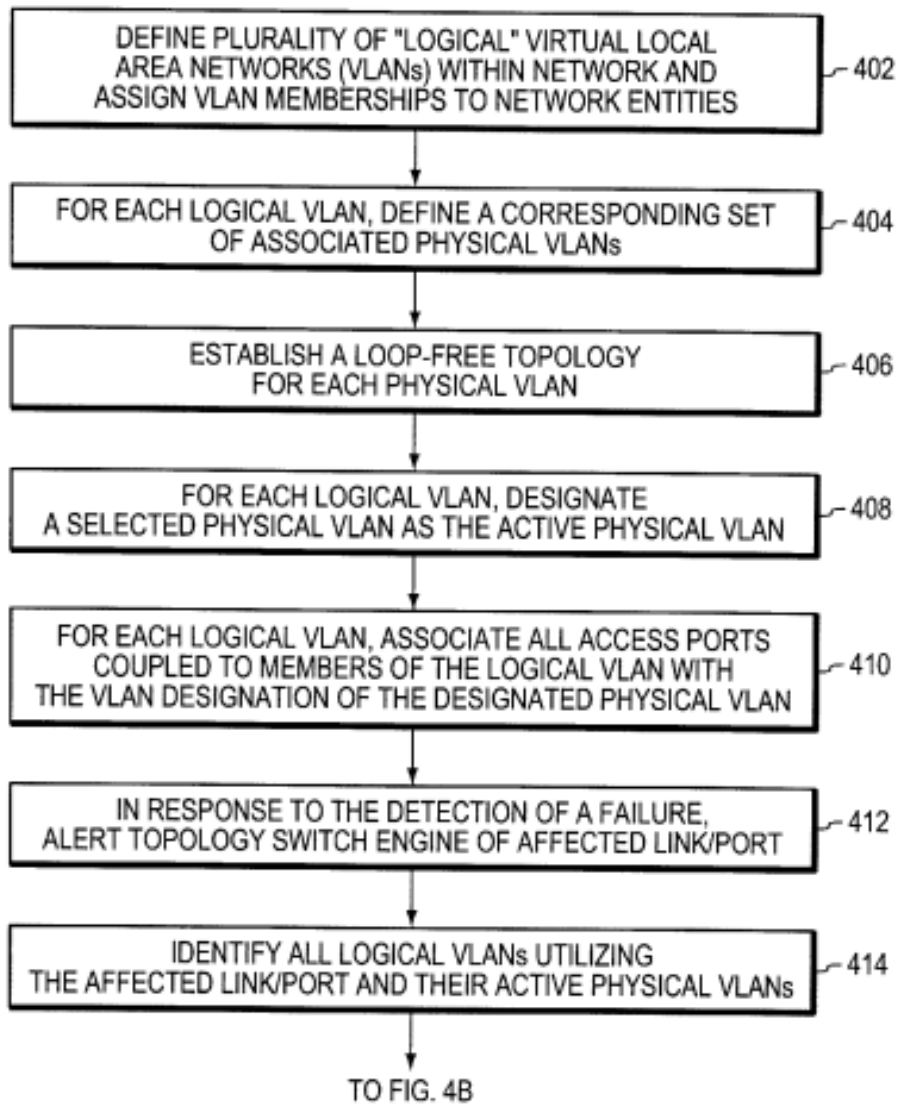 DEFINE PLURALITY OF "LOGICAL" VIRTUAL LOCAL
AREA NETWORKS (VLANs) WITHIN NETWORK AND
ASSIGN VLAN MEMBERSHIPS TO NETWORK ENTITIES
402
FOR EACH LOGICAL VLAN, DEFINE A CORRESPONDING SET
OF ASSOCIATED PHYSICAL VLANs
404
ESTABLISH A LOOP-FREE TOPOLOGY
FOR EACH PHYSICAL VLAN
406
FOR EACH LOGICAL VLAN, DESIGNATE
A SELECTED PHYSICAL VLAN AS THE ACTIVE PHYSICAL VLAN
408
FOR EACH LOGICAL VLAN, ASSOCIATE ALL ACCESS PORTS
COUPLED TO MEMBERS OF THE LOGICAL VLAN WITH
THE VLAN DESIGNATION OF THE DESIGNATED PHYSICAL VLAN
410
IN RESPONSE TO THE DETECTION OF A FAILURE,
ALERT TOPOLOGY SWITCH ENGINE OF AFFECTED LINK/PORT
412
IDENTIFY ALL LOGICAL VLANs UTILIZING
THE AFFECTED LINK/PORT AND THEIR ACTIVE PHYSICAL VLANs
414
TO FIG. 4B